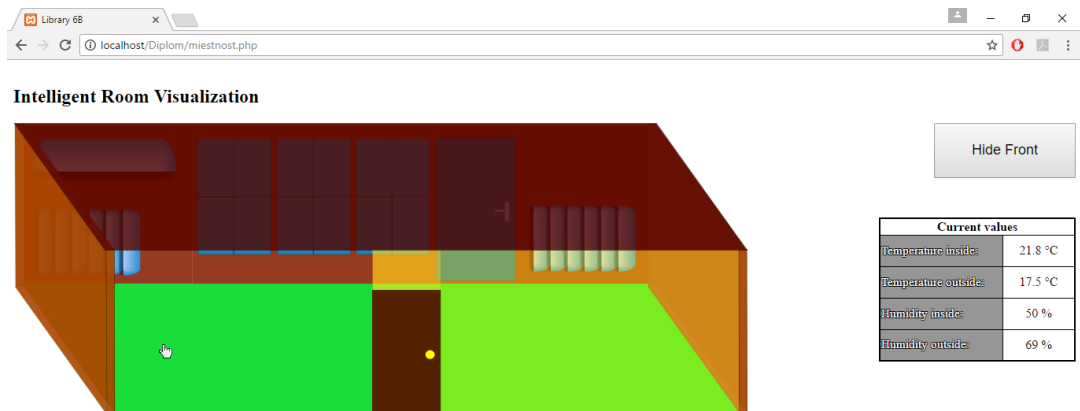 Library 6B
localhost/Diplom/miestnost.php
Intelligent Room Visualization
Hide Front
Current values
Temperature inside: 21.8 °C
Temperature outside: 17.5 °C
Humidity inside: 50 %
Humidity outside: 69 %